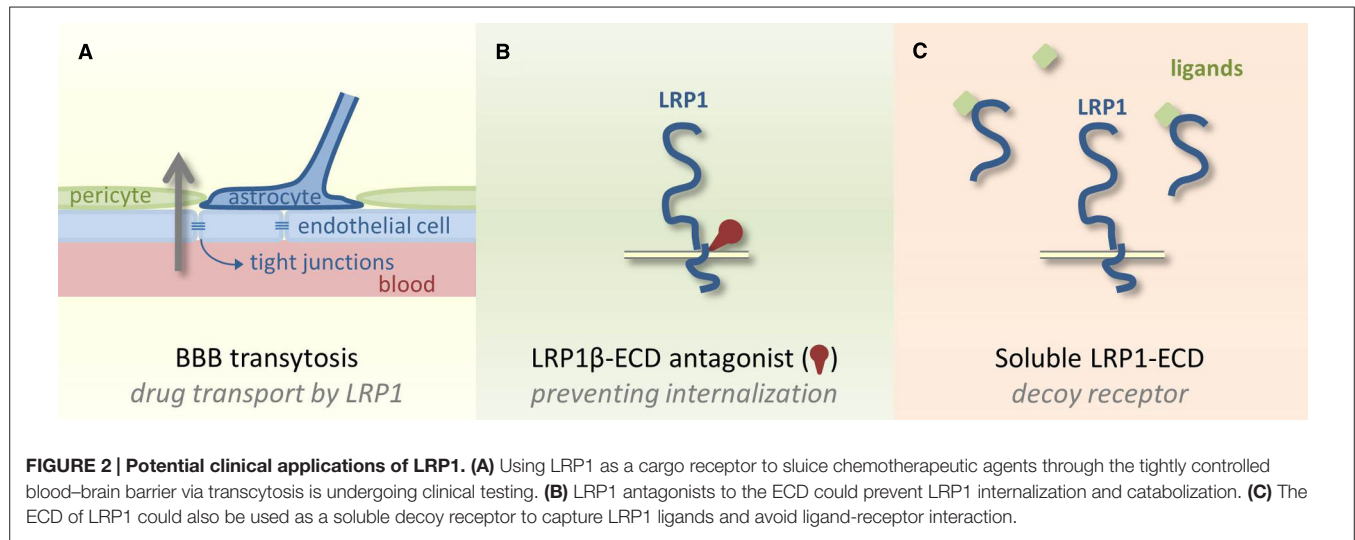 A
pericyte
astrocyte
endothelial cell
tight junctions
blood
BBB transytosis
drug transport by LRP1
B
LRP1
LRP1β-ECD antagonist ( )
preventing internalization
C
ligands
LRP1
Soluble LRP1-ECD
decoy receptor
FIGURE 2 | Potential clinical applications of LRP1. (A) Using LRP1 as a cargo receptor to sluice chemotherapeutic agents through the tightly controlled
blood–brain barrier via transcytosis is undergoing clinical testing. (B) LRP1 antagonists to the ECD could prevent LRP1 internalization and catabolization. (C) The
ECD of LRP1 could also be used as a soluble decoy receptor to capture LRP1 ligands and avoid ligand-receptor interaction.